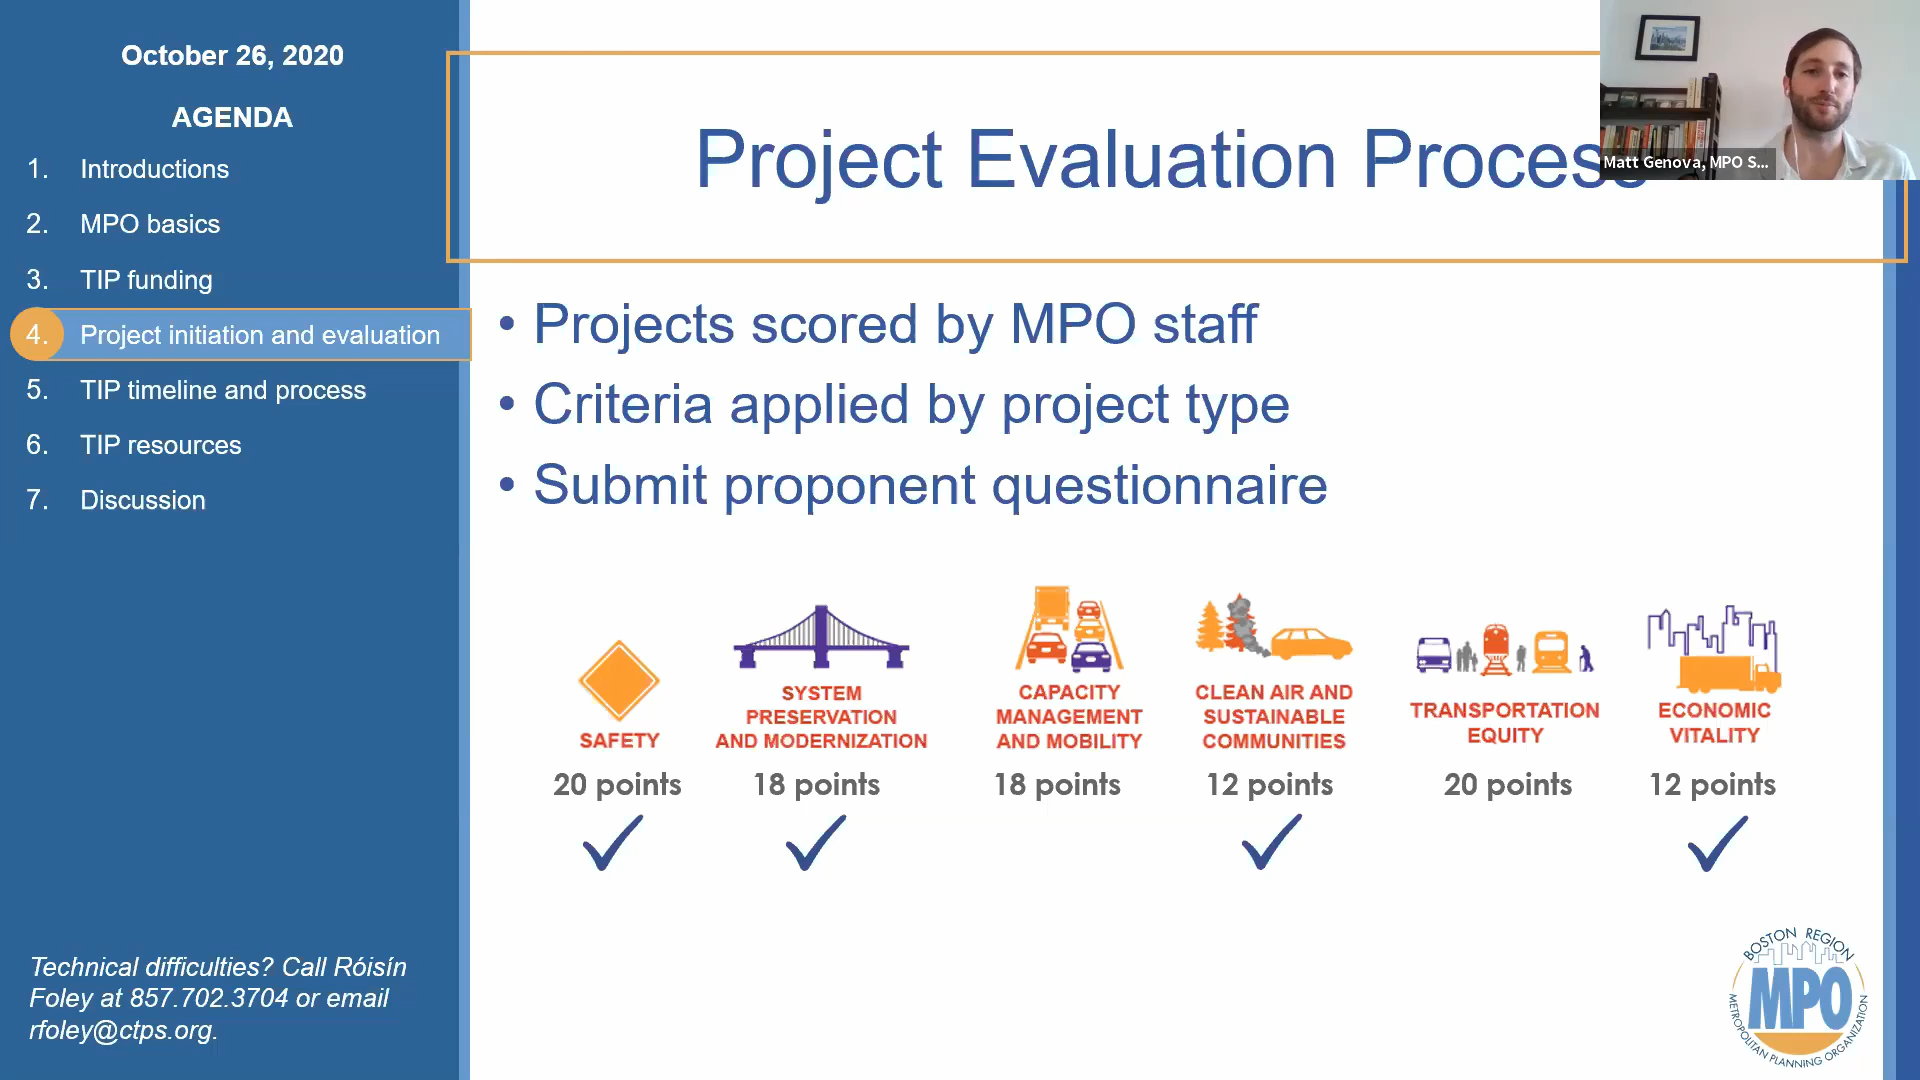 October 26, 2020
AGENDA
1. Introductions
2. MPO basics
3. TIP funding
4. Project initiation and evaluation
5. TIP timeline and process
6. TIP resources
7. Discussion
Technical difficulties? Call Róisín
Foley at 857.702.3704 or email
rfoley@ctps.org.
Project Evaluation Process
Matt Genova, MPO S...
• Projects scored by MPO staff
• Criteria applied by project type
• Submit proponent questionnaire
SAFETY
20 points
SYSTEM
PRESERVATION
AND MODERNIZATION
18 points
CAPACITY
MANAGEMENT
AND MOBILITY
18 points
CLEAN AIR AND
SUSTAINABLE
COMMUNITIES
12 points
TRANSPORTATION
EQUITY
20 points
ECONOMIC
VITALITY
12 points
BOSTON REGION
MPO
METROPOLITAN PLANNING ORGANIZATION